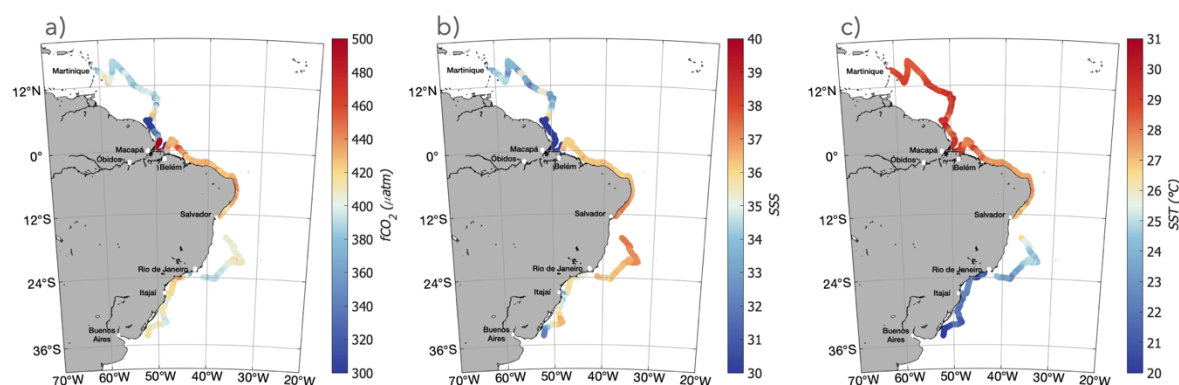 a)
Martinique
12°N
Macapá
0°
Óbidos
Belém
Salvador
12°S
Rio de Janeiro
24°S
Itajaí
Buenos
Aires
36°S
70°W 60°W 50°W 40°W 30°W 20°W
500
480
460
440
420
400
380
360
340
320
300
fCO₂ (μatm)
b)
Martinique
12°N
Macapá
0°
Óbidos
Belém
Salvador
12°S
Rio de Janeiro
24°S
Itajaí
Buenos
Aires
36°S
70°W 60°W 50°W 40°W 30°W 20°W
40
39
38
37
36
35
34
33
32
31
30
SSS
c)
Martinique
12°N
Macapá
0°
Óbidos
Belém
Salvador
12°S
Rio de Janeiro
24°S
Itajaí
Buenos
Aires
36°S
70°W 60°W 50°W 40°W 30°W 20°W
31
30
29
28
27
26
25
24
23
22
21
20
SST (°C)